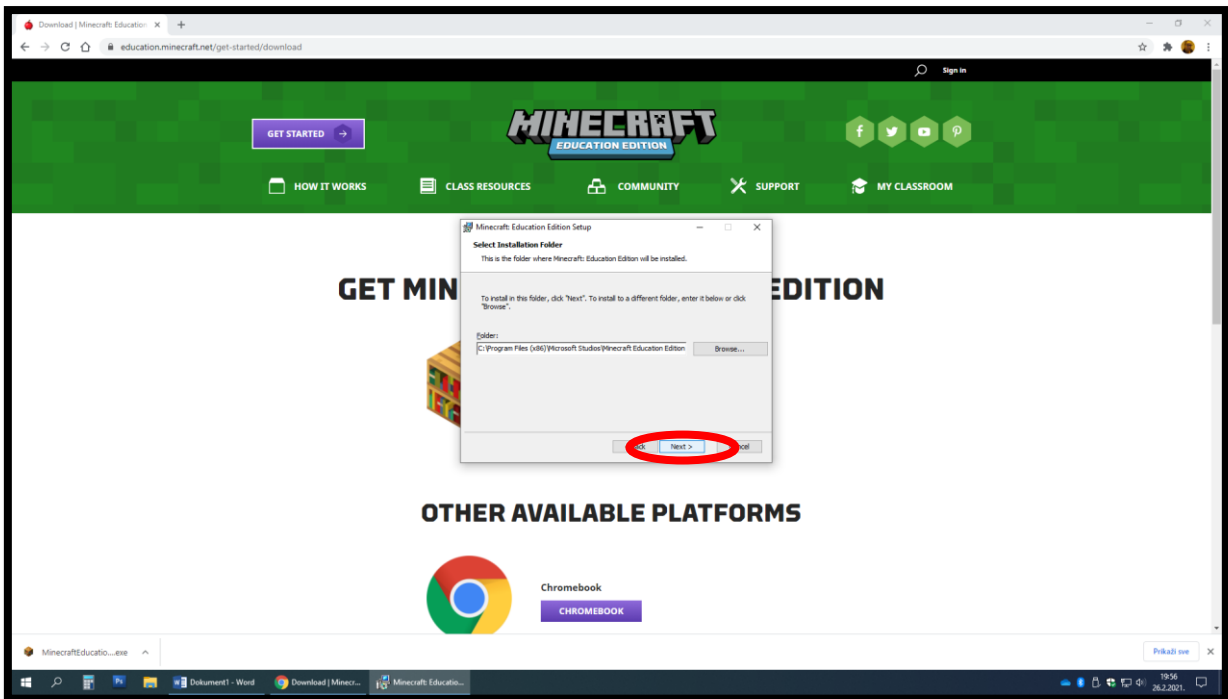 Download | Minecraft: Education
education.minecraft.net/get-started/download
Sign in
GET STARTED
MINECRAFT
EDUCATION EDITION
HOW IT WORKS
CLASS RESOURCES
COMMUNITY
SUPPORT
MY CLASSROOM
Minecraft: Education Edition Setup
Select Installation Folder
This is the folder where Minecraft: Education Edition will be installed.
GET MIN
EDITION
To install in this folder, click "Next". To install to a different folder, enter it below or click
"Browse".
Folder:
C:\Program Files (x86)\Microsoft Studios\Minecraft Education Edition
Browse...
Next >
OTHER AVAILABLE PLATFORMS
Chromebook
CHROMEBOOK
MinecraftEducatio....exe
Prikaži sve
Ps
Dokument1 - Word
Download | Minecr...
Minecraft: Educatio...
19:56
26.2.2021.